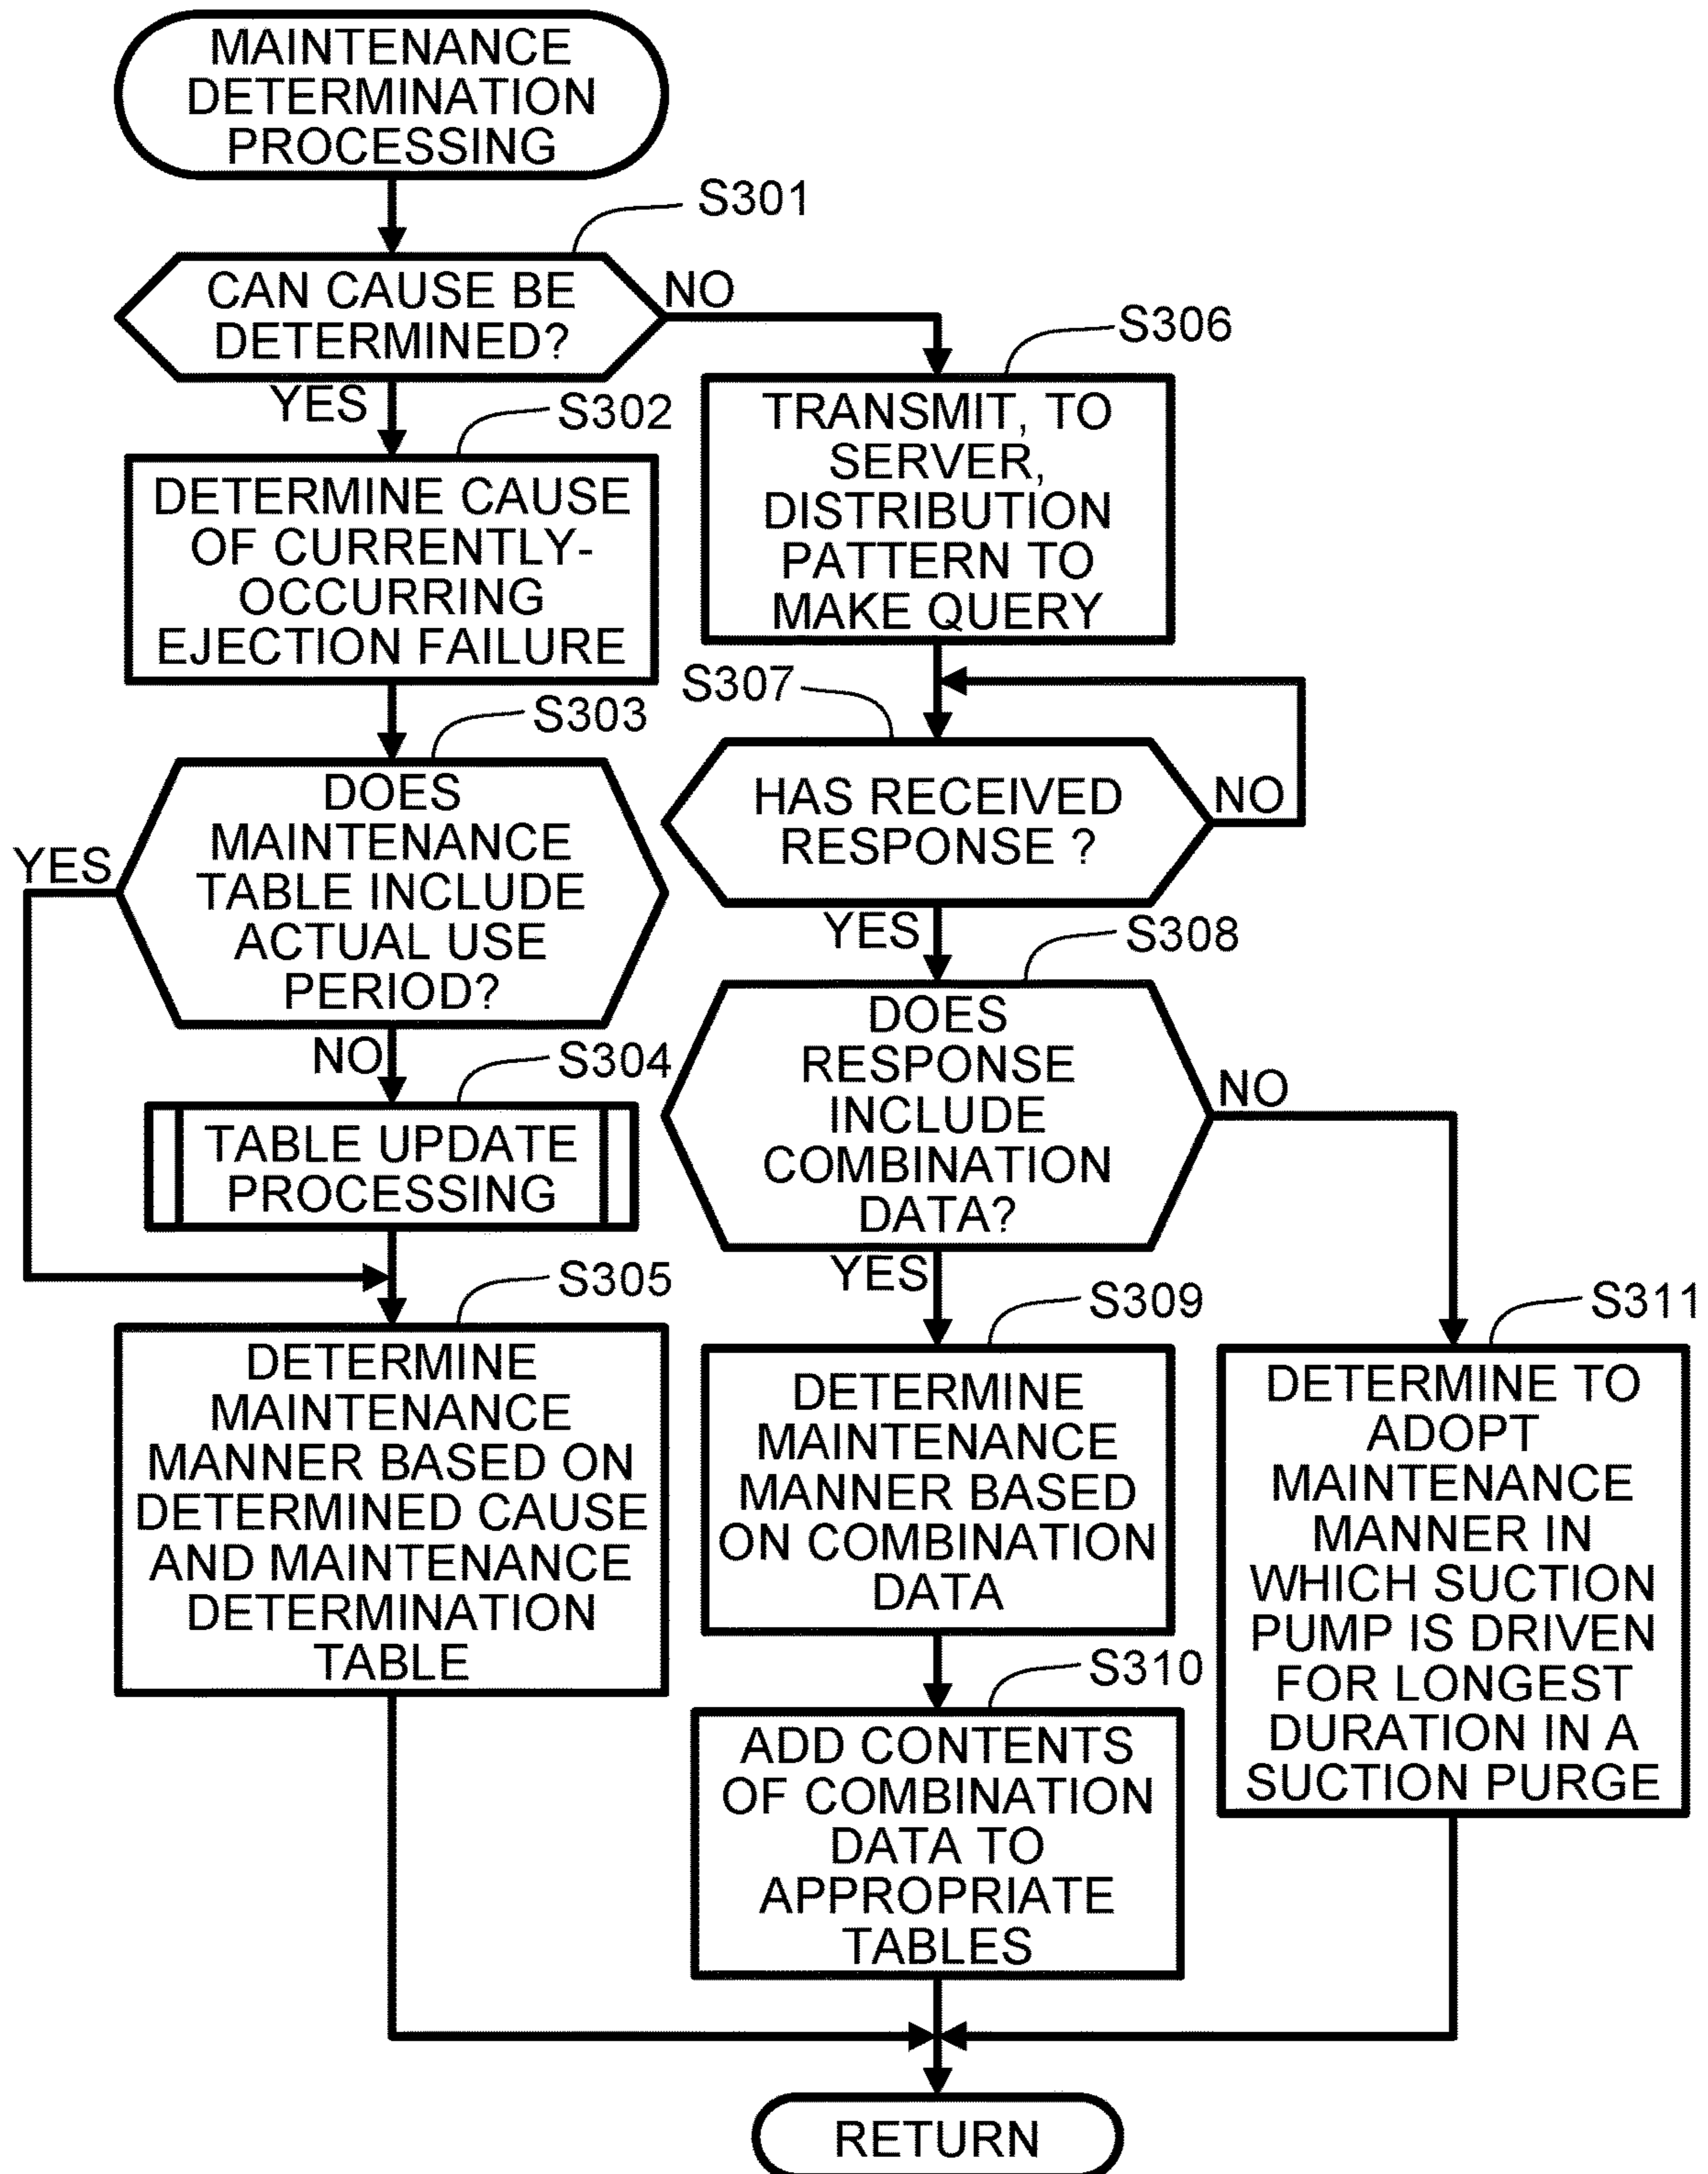 MAINTENANCE
DETERMINATION
PROCESSING
S301
CAN CAUSE BE
DETERMINED?
NO
YES
S302
DETERMINE CAUSE
OF CURRENTLY-
OCCURRING
EJECTION FAILURE
S303
DOES
MAINTENANCE
TABLE INCLUDE
ACTUAL USE
PERIOD?
YES
NO
S304
TABLE UPDATE
PROCESSING
S305
DETERMINE
MAINTENANCE
MANNER BASED ON
DETERMINED CAUSE
AND MAINTENANCE
DETERMINATION
TABLE
S306
TRANSMIT, TO
SERVER,
DISTRIBUTION
PATTERN TO
MAKE QUERY
S307
HAS RECEIVED
RESPONSE ?
NO
YES
S308
DOES
RESPONSE
INCLUDE
COMBINATION
DATA?
NO
YES
S309
DETERMINE
MAINTENANCE
MANNER BASED
ON COMBINATION
DATA
S310
ADD CONTENTS
OF COMBINATION
DATA TO
APPROPRIATE
TABLES
S311
DETERMINE TO
ADOPT
MAINTENANCE
MANNER IN
WHICH SUCTION
PUMP IS DRIVEN
FOR LONGEST
DURATION IN A
SUCTION PURGE
RETURN